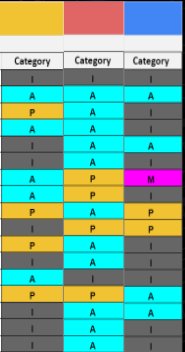 Category Category Category
I I I
A A A
P A I
A A I
I A A
I A I
A P M
A P I
P A P
I P P
P A I
I A I
A I I
P P A
I A A
I A I
I A I